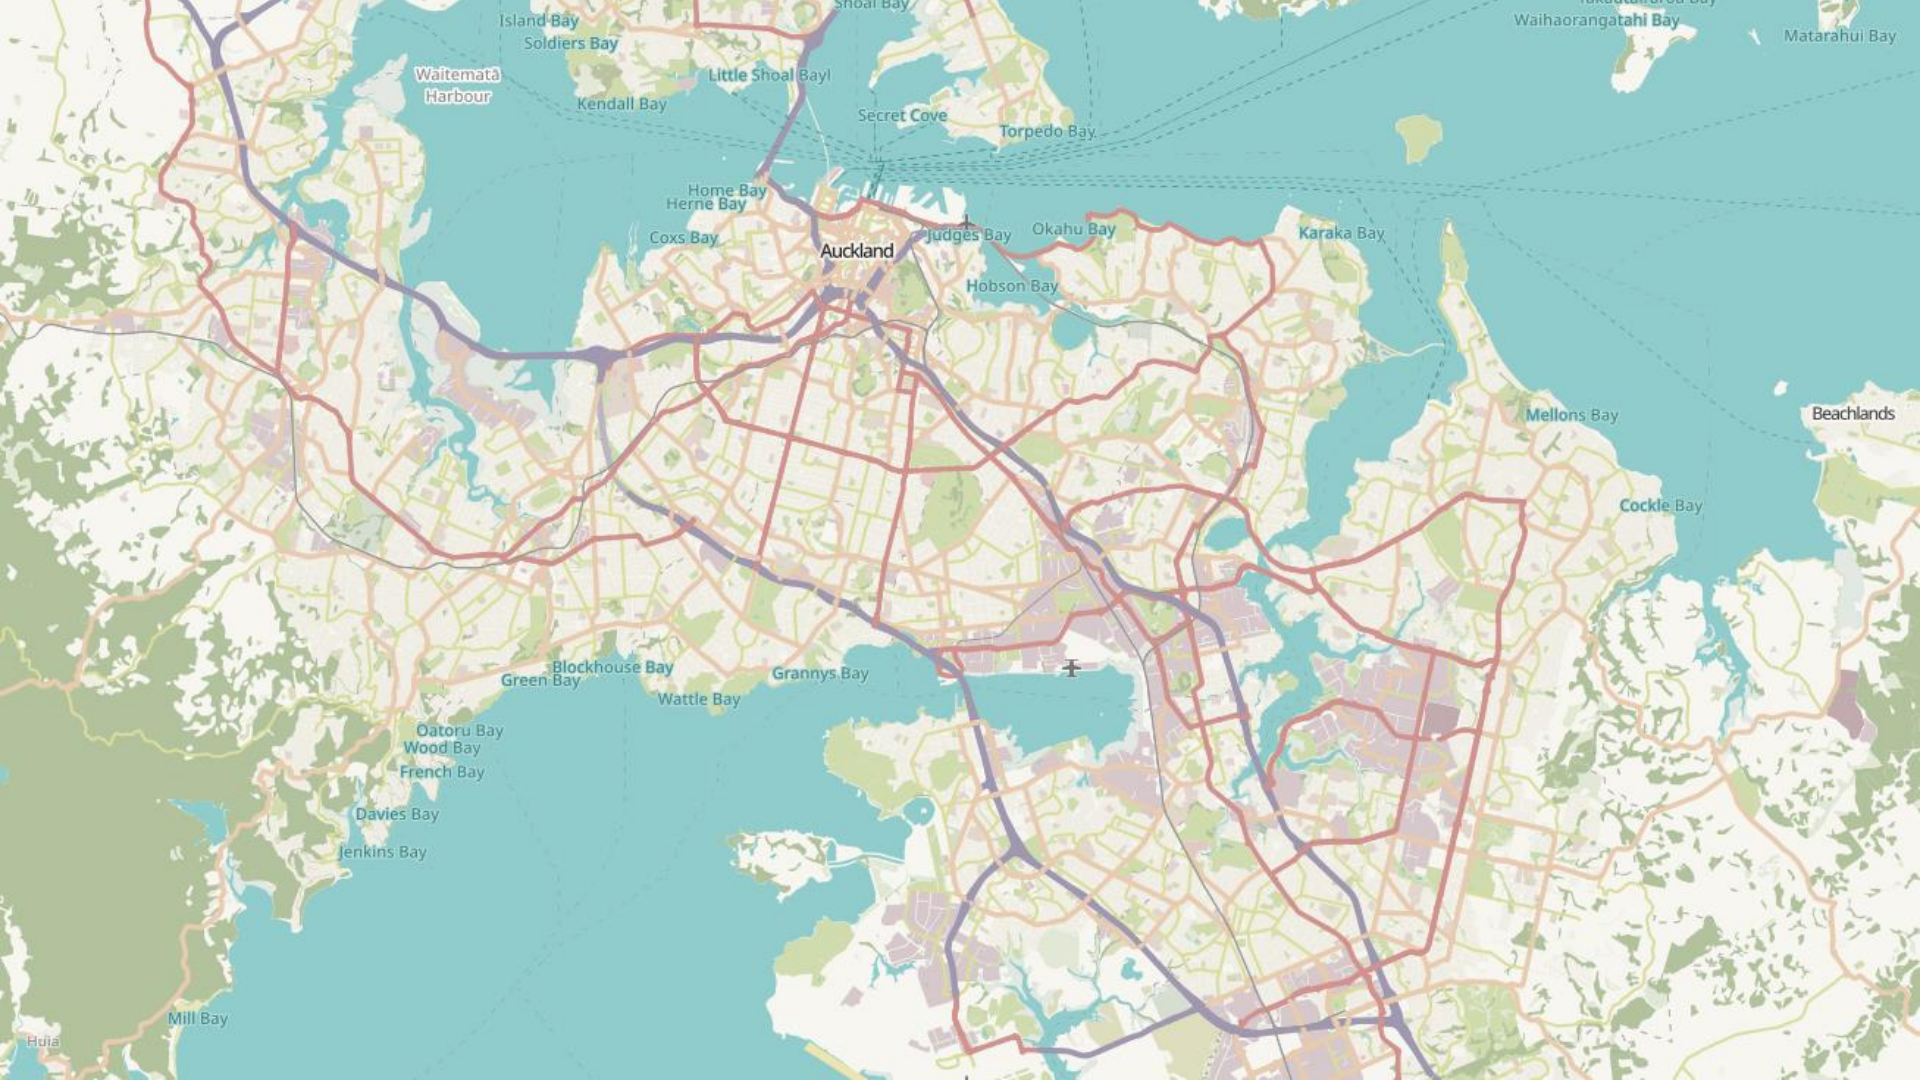 Shoal Bay
Island Bay
Waihaorangatahi Bay
Matarahui Bay
Soldiers Bay
Waitematā
Harbour
Little Shoal Bayl
Kendall Bay
Secret Cove
Torpedo Bay
Home Bay
Herne Bay
Coxs Bay
Auckland
Judges Bay
Okahu Bay
Karaka Bay
Hobson Bay
Mellons Bay
Beachlands
Cockle Bay
Blockhouse Bay
Green Bay
Grannys Bay
Wattle Bay
Oatoru Bay
Wood Bay
French Bay
Davies Bay
Jenkins Bay
Mill Bay
Huia